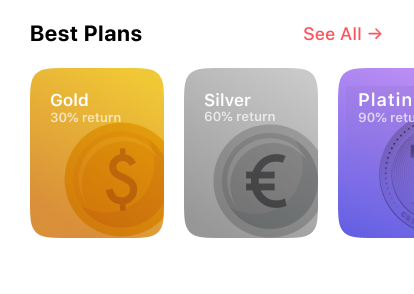 Best Plans
See All →
Gold
30% return
$
Silver
60% return
€
Platin
90% retu